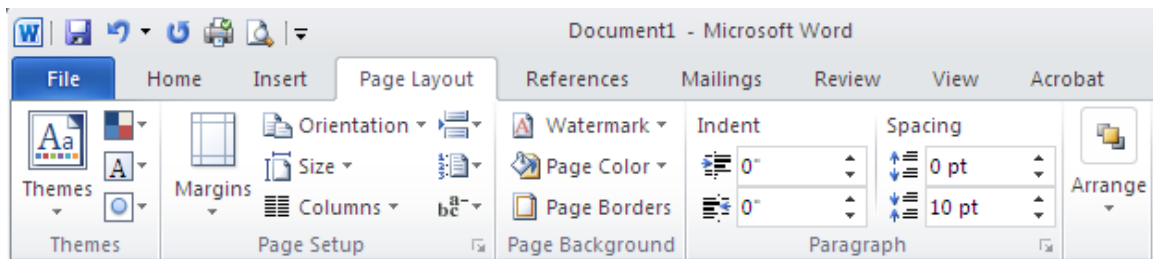 W Document1 - Microsoft Word
File Home Insert Page Layout References Mailings Review View Acrobat
Aa A Orientation A Watermark Indent Spacing
Size Page Color 0" 0 pt
Themes Margins Columns bc a- Page Borders 0" 10 pt Arrange
Themes Page Setup Page Background Paragraph